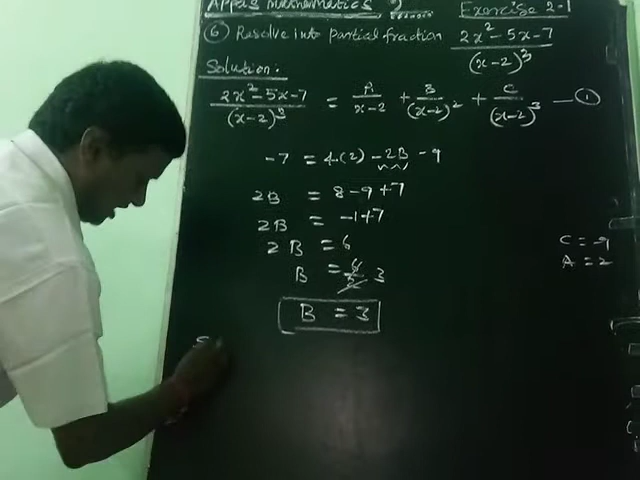 Applied Mathematics Exercise 2-1
⑥ Resolve into partial fraction 2x²-5x-7 / (x-2)³
Solution:
2x²-5x-7 / (x-2)³ = A / x-2 + B / (x-2)² + C / (x-2)³ — ①
-7 = 4(2) - 2B - 9
2B = 8-9+7
2B = -1+7
2B = 6
C = -9
A = 2
B = 6/2 3
B = 3